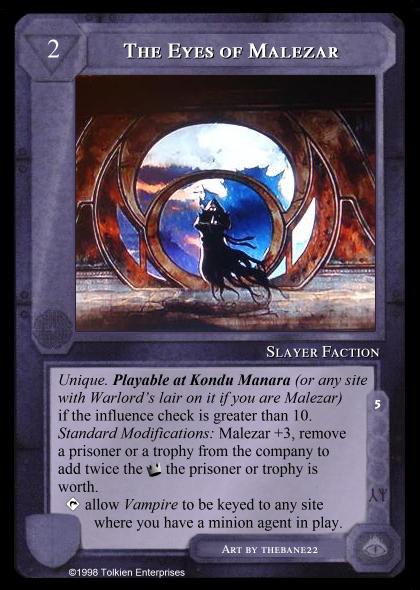 2
The Eyes of Malezar
Slayer Faction
Unique. Playable at Kondu Manara (or any site
with Warlord's lair on it if you are Malezar)
if the influence check is greater than 10.
Standard Modifications: Malezar +3, remove
a prisoner or a trophy from the company to
add twice the the prisoner or trophy is
worth.
allow Vampire to be keyed to any site
where you have a minion agent in play.
5
Art by thebane22
©1998 Tolkien Enterprises